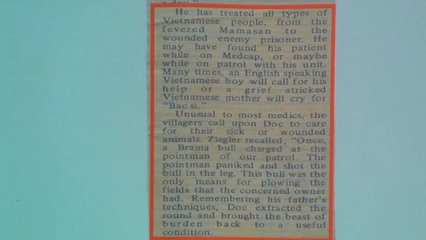 He has treated all types of
Vietnamese people, from the
fevered Mamasan to the
wounded enemy prisoner. He
may have found his patient
while on Medcap, or maybe
while on patrol with his unit.
Many times, an English speaking
Vietnamese boy will call for his
help or a grief stricked
Vietnamese mother will cry for
"Bac si."
Unusual to most medics, the
villagers call upon Doc to care
for their sick or wounded
animals. Ziegler recalled, "Once,
a Brama bull charged at the
pointman of our patrol. The
pointman paniked and shot the
bull in the leg. This bull was the
only means for plowing the
fields that the concerned owner
had. Remembering his father's
techniques, Doc extracted the
round and brought the beast of
burden back to a useful
condition.